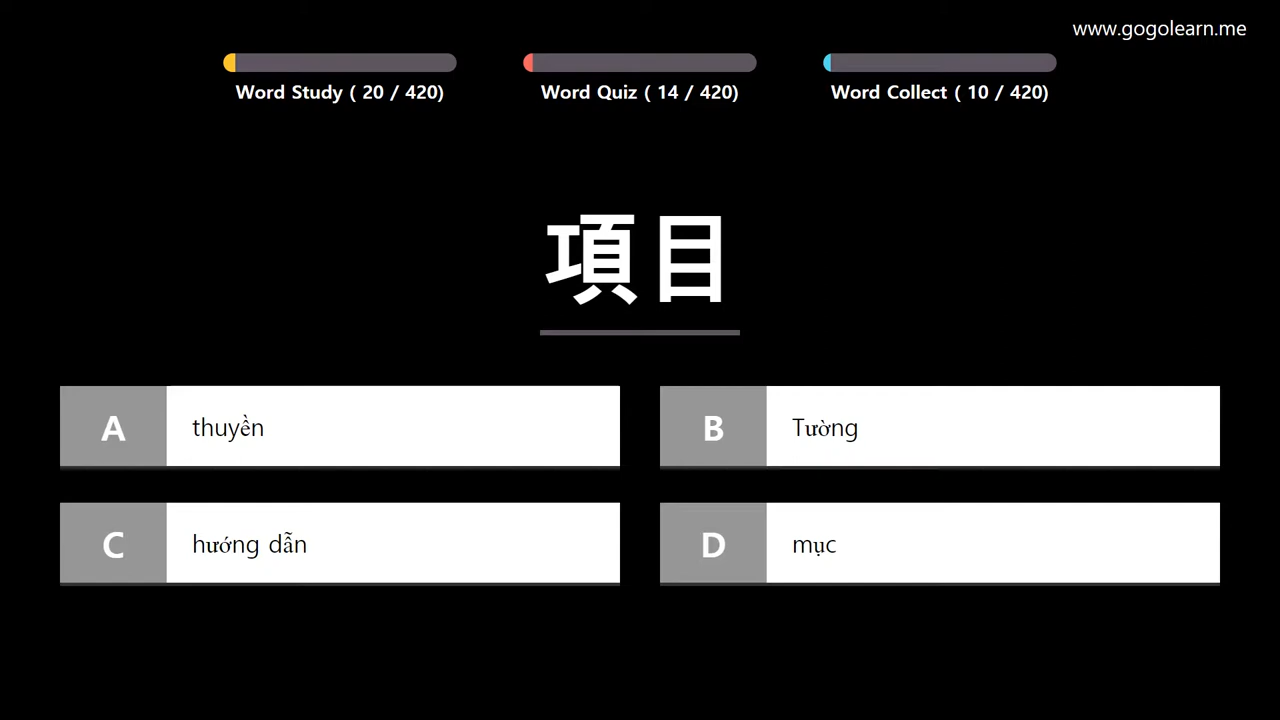 www.gogolearn.me
Word Study ( 20 / 420)
Word Quiz ( 14 / 420)
Word Collect ( 10 / 420)
項目
A thuyền
B Tường
C hướng dẫn
D mục